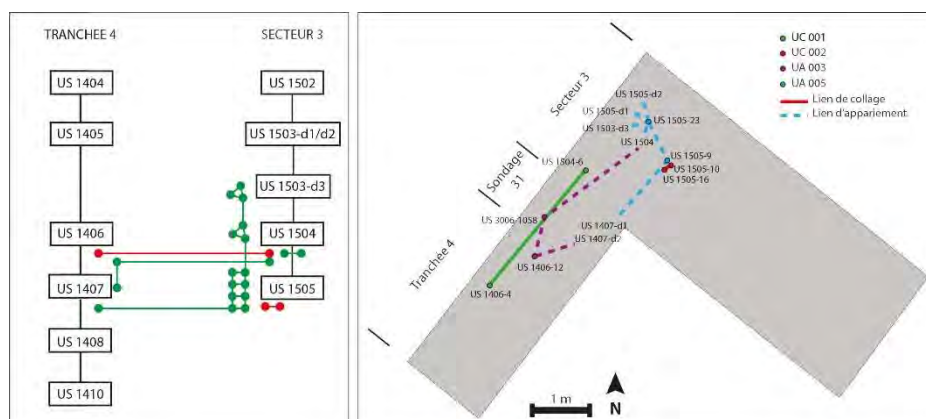 TRANCHEE 4
SECTEUR 3
US 1404
US 1502
US 1405
US 1503-d1/d2
US 1503-d3
US 1406
US 1504
US 1407
US 1505
US 1408
US 1410
Secteur 3
Sondage
31
Tranchée 4
US 1505-d2
US 1505-d1
US 1505-23
US 1503-d3
US 1504
US 1504-6
US 1505-9
US 1505-10
US 1505-16
US 3006-1058
US 1407-d1
US 1407-d2
US 1406-12
US 1406-4
UC 001
UC 002
UA 003
UA 005
Lien de collage
Lien d'appariement
1 m
N